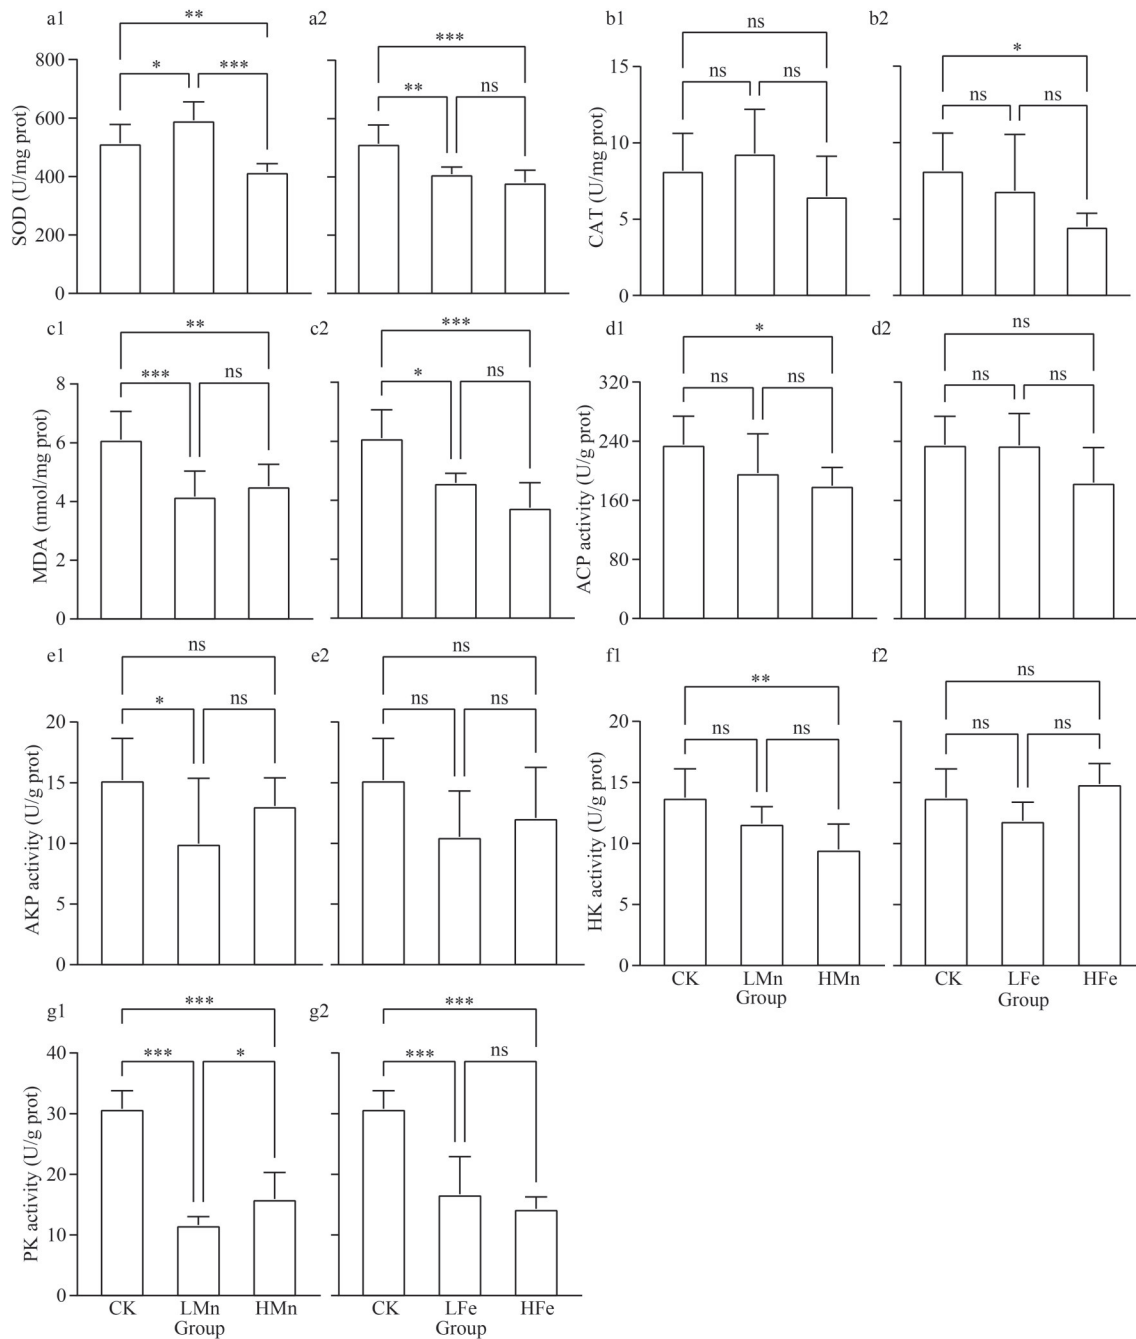 a1
**
* ***
800
600
400
200
0
SOD (U/mg prot)
a2
***
** ns
b1
ns
ns ns
15
10
5
0
CAT (U/mg prot)
b2
*
ns ns
c1
**
*** ns
8
6
4
2
0
MDA (nmol/mg prot)
c2
***
* ns
d1
*
ns ns
320
240
160
80
0
ACP activity (U/g prot)
d2
ns
ns ns
e1
ns
* ns
20
15
10
5
0
AKP activity (U/g prot)
e2
ns
ns ns
f1
**
ns ns
20
15
10
5
0
HK activity (U/g prot)
CK LMn HMn
Group
f2
ns
ns ns
CK LFe HFe
Group
g1
***
*** *
40
30
20
10
0
PK activity (U/g prot)
CK LMn HMn
Group
g2
***
*** ns
CK LFe HFe
Group